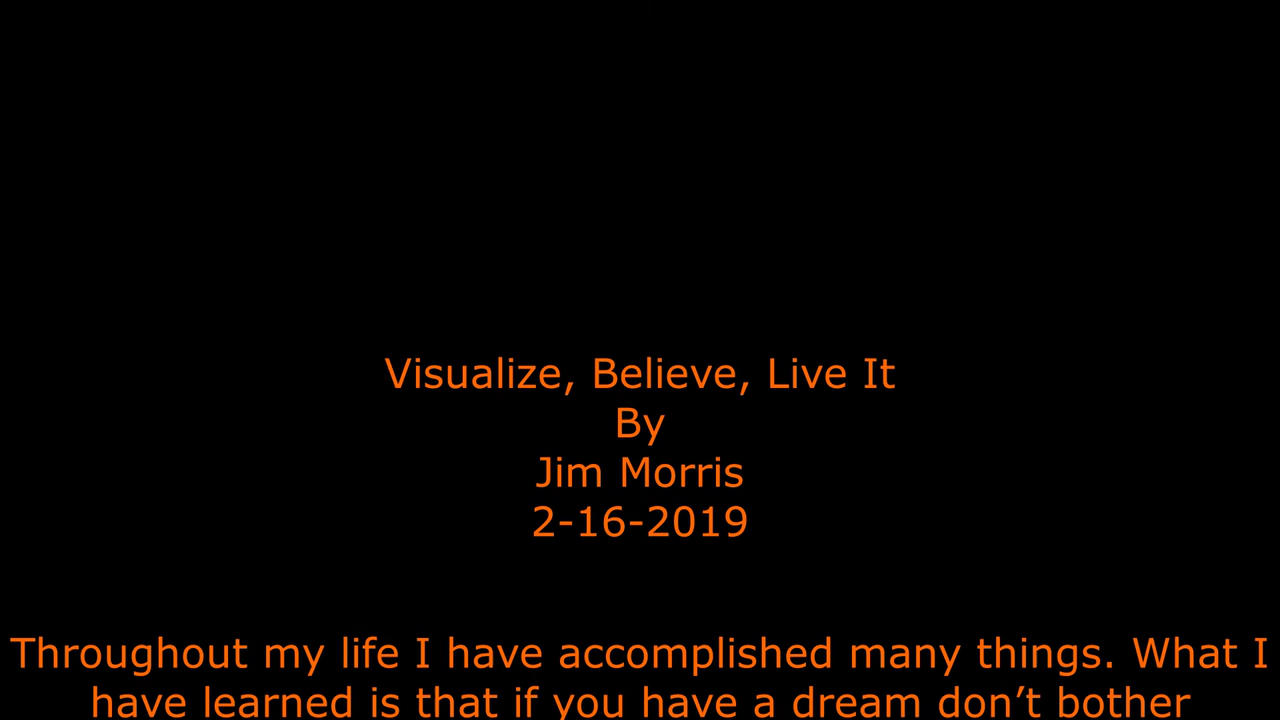 Visualize, Believe, Live It
By
Jim Morris
2-16-2019
Throughout my life I have accomplished many things. What I
have learned is that if you have a dream don’t bother